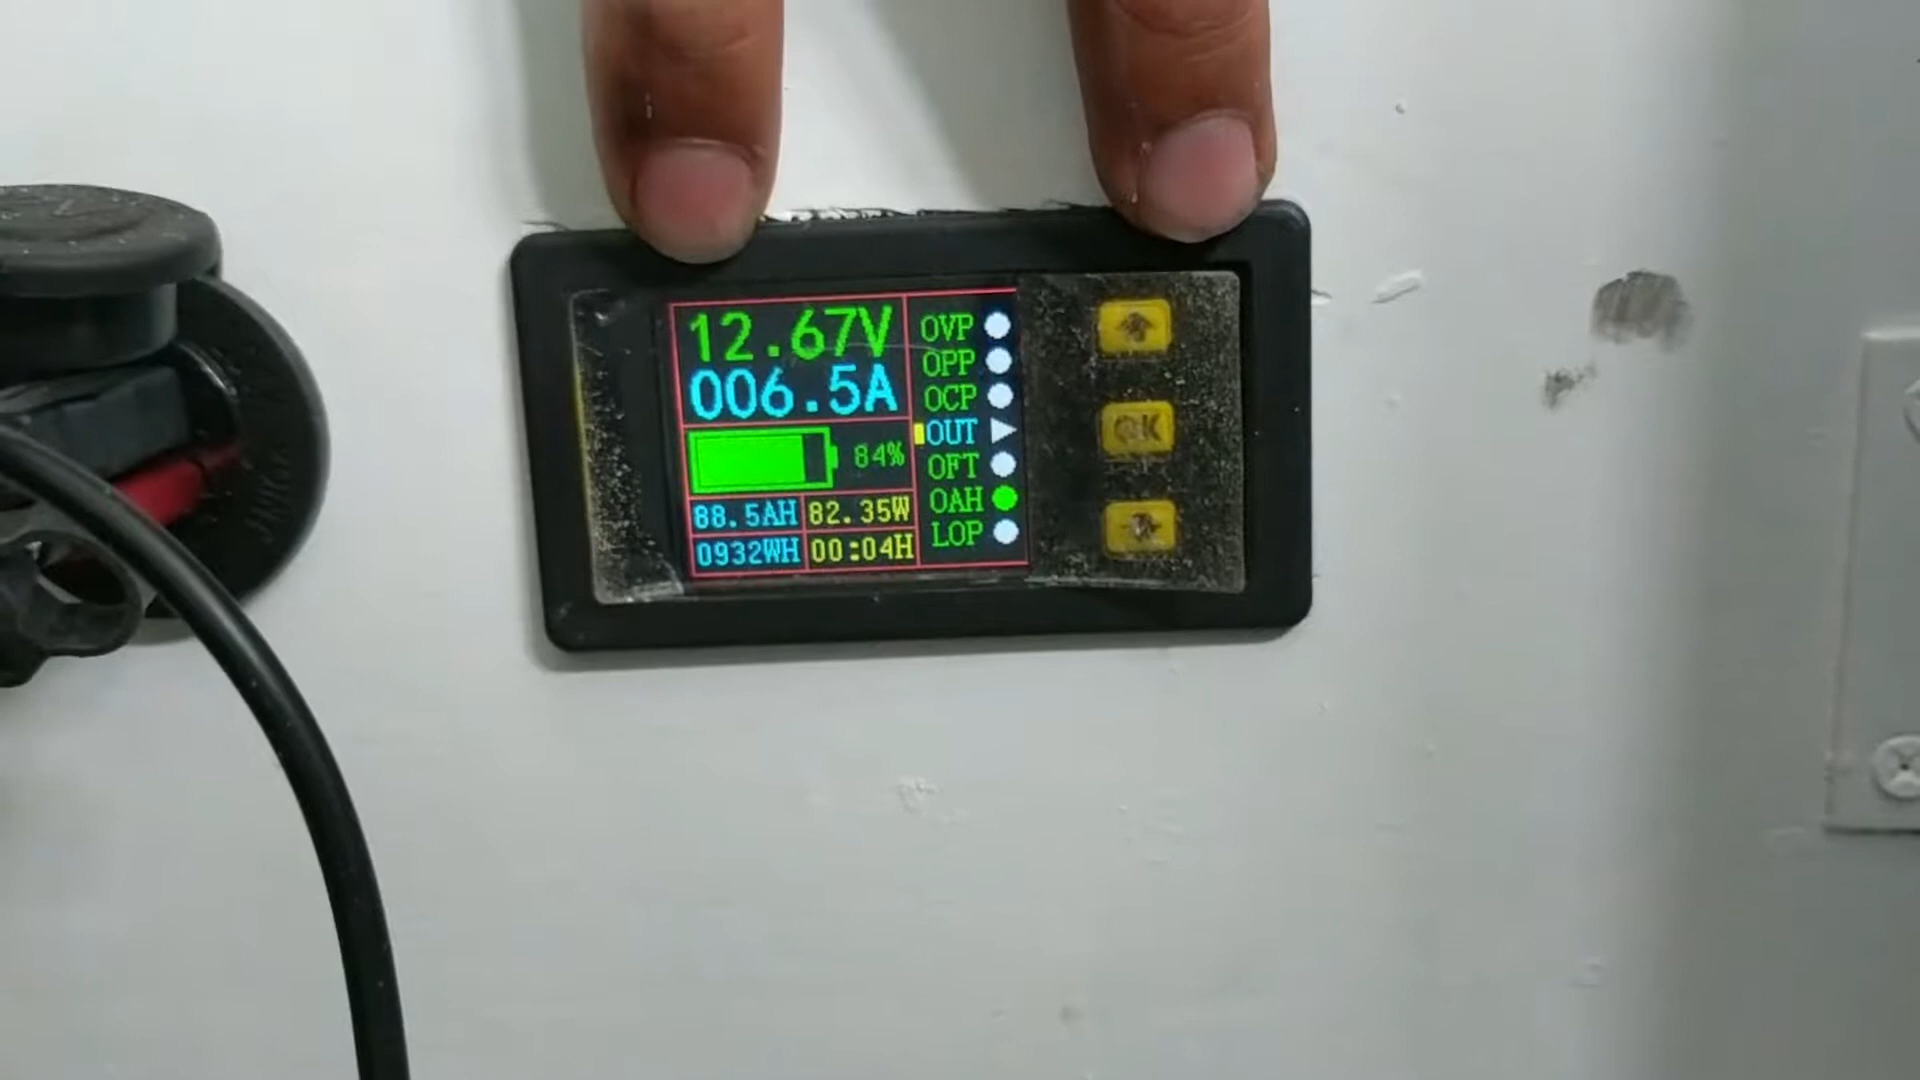 12.67V
006.5A
84%
88.5AH 82.35W
0932WH 00:04H
OVP
OPP
OCP
OUT
OFT
OAH
LOP
OK